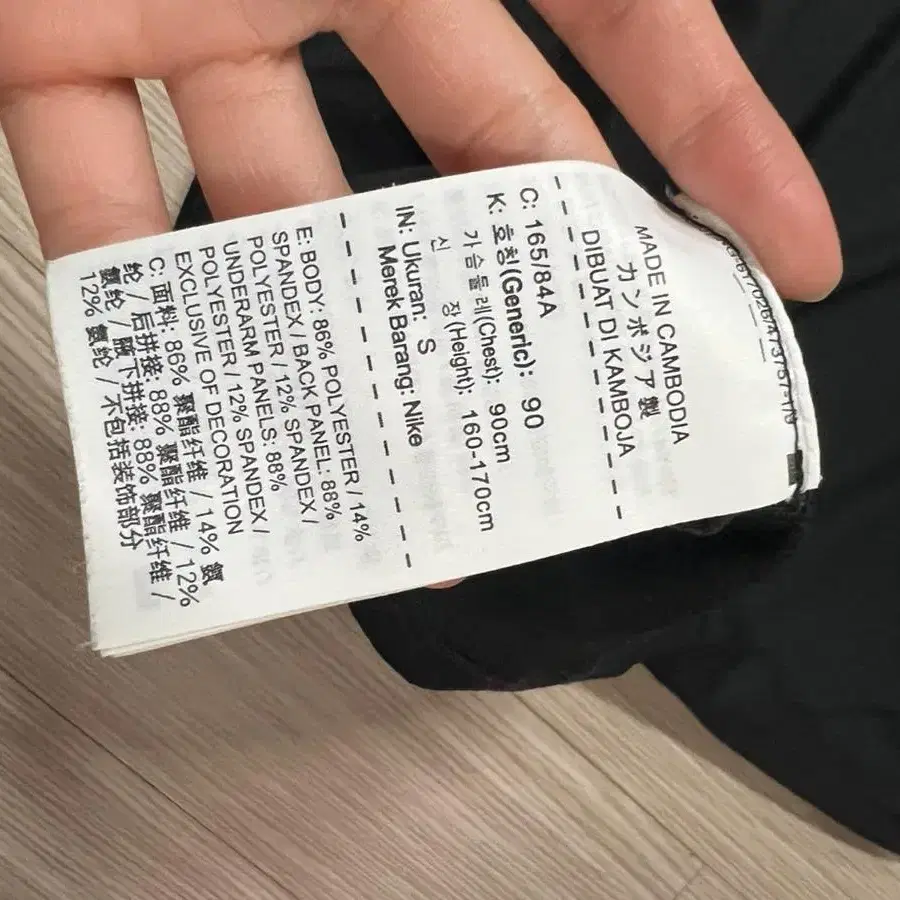 MADE IN CAMBODIA
カンボジア製
DIBUAT DI KAMBOJA
C: 165/84A
K: 호칭(Generic): 90
가슴둘레(Chest): 90cm
신 장(Height): 160-170cm
IN: Ukuran: S
Merek Barang: Nike
E: BODY: 86% POLYESTER / 14%
SPANDEX / BACK PANEL: 88%
POLYESTER / 12% SPANDEX /
UNDERARM PANELS: 88%
POLYESTER / 12% SPANDEX /
EXCLUSIVE OF DECORATION
C: 面料: 86% 聚酯纤维 / 14% 氨
纶 / 后拼接: 88% 聚酯纤维 / 12%
氨纶 / 腋下拼接: 88% 聚酯纤维 /
12% 氨纶 / 不包括装饰部分